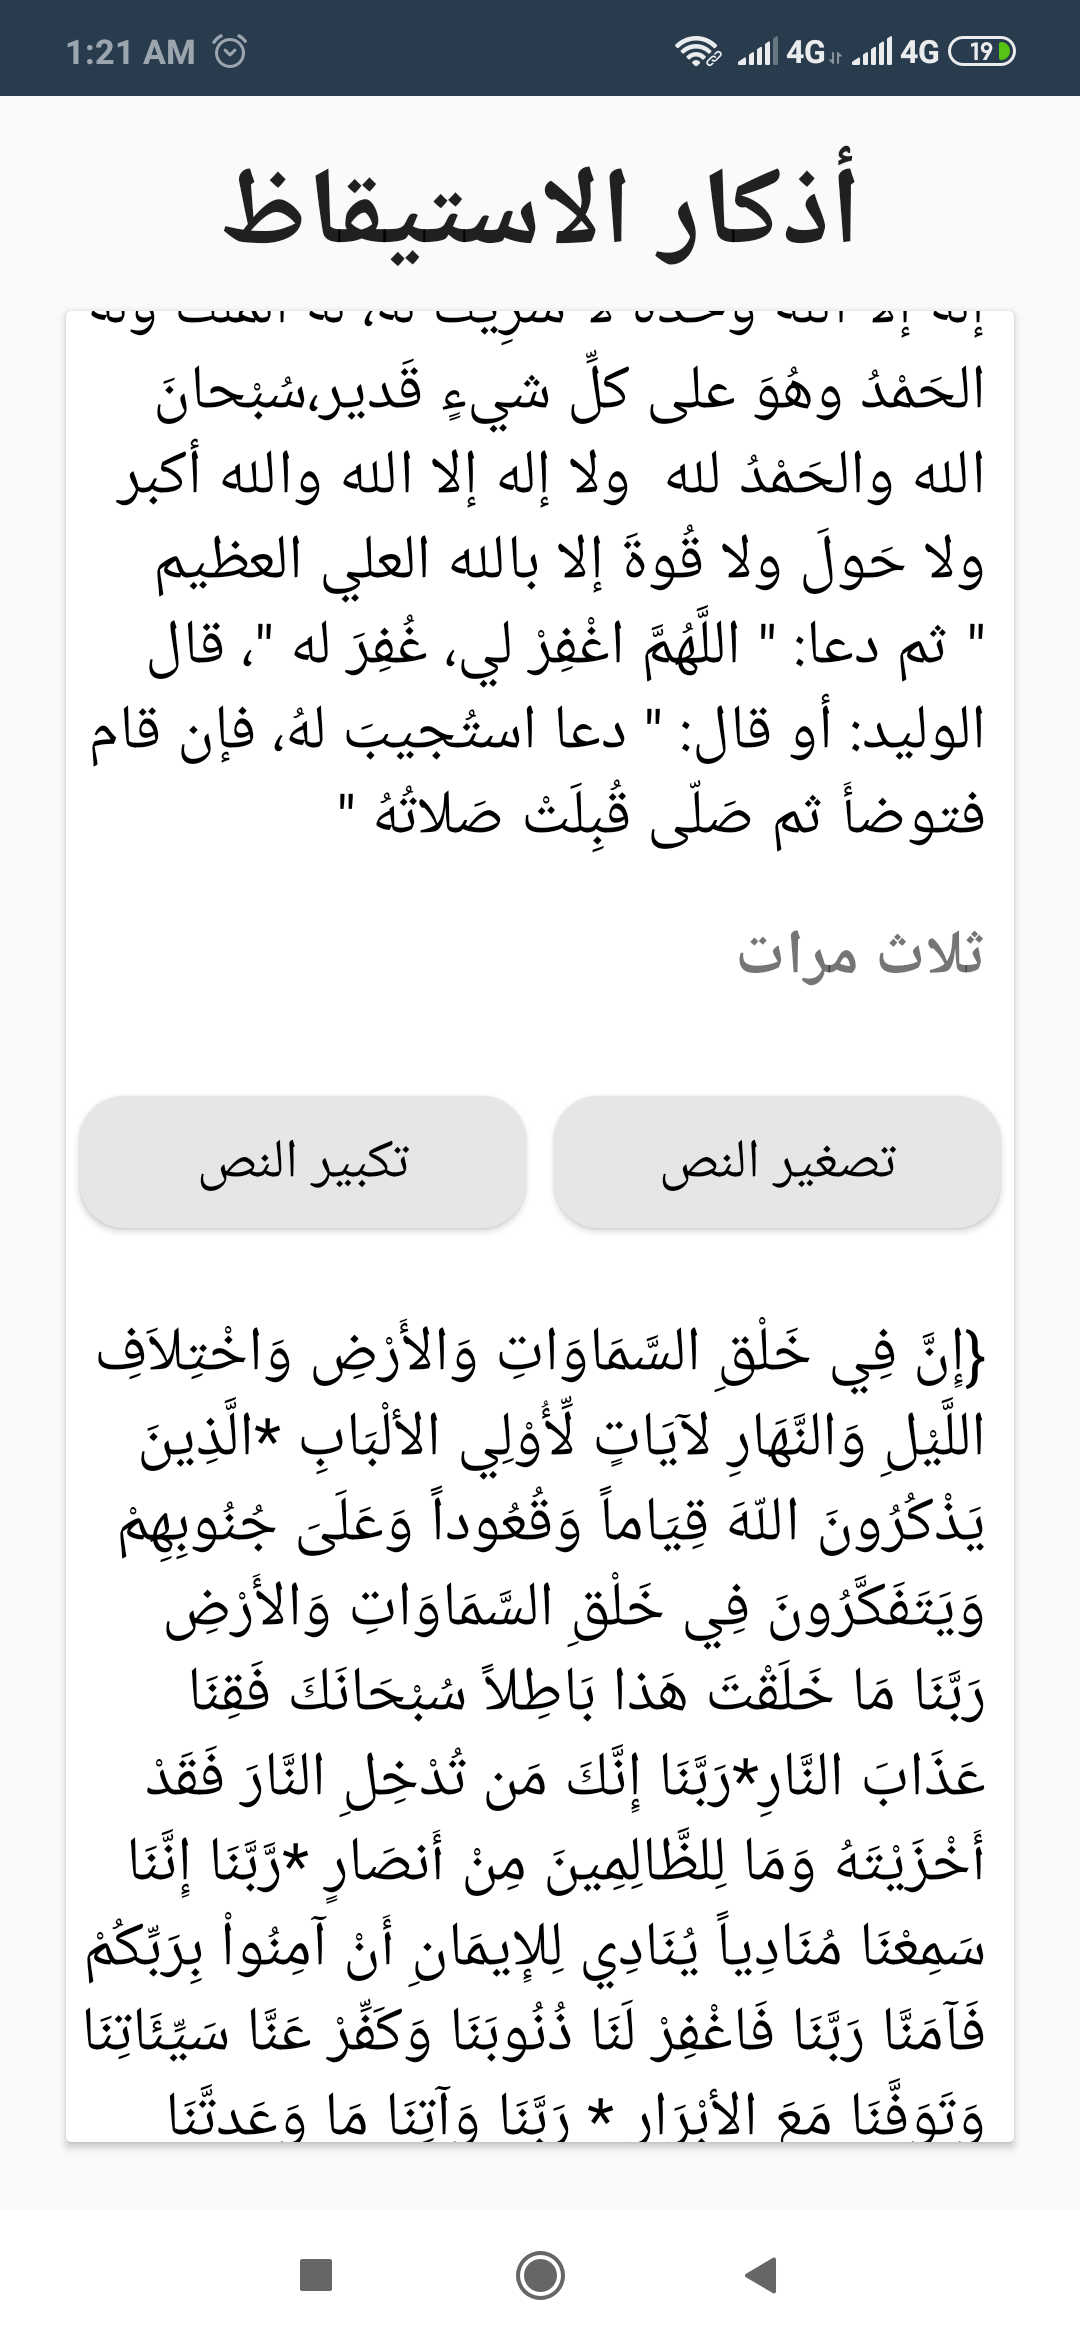 1:21 AM
4G 4G 19
أذكار الاستيقاظ
الحَمْدُ وهُوَ على كلِّ شيءٍ قَدير،سُبْحانَ
الله والحَمْدُ لله  ولا إله إلا الله والله أكبر
ولا حَولَ ولا قُوةَ إلا بالله العلي العظيم
" ثم دعا: " اللَّهُمَّ اغْفِرْ لي، غُفِرَ له "، قال
الوليد: أو قال: " دعا استُجيبَ لهُ، فإن قام
فتوضأَ ثم صَلّى قُبِلَتْ صَلاتُهُ "
ثلاث مرات
تصغير النص
تكبير النص
{إِنَّ فِي خَلْقِ السَّمَاوَاتِ وَالأَرْضِ وَاخْتِلاَفِ
اللَّيْلِ وَالنَّهَارِ لآيَاتٍ لِّأُوْلِي الألْبَابِ *الَّذِينَ
يَذْكُرُونَ اللّهَ قِيَاماً وَقُعُوداً وَعَلَىَ جُنُوبِهِمْ
وَيَتَفَكَّرُونَ فِي خَلْقِ السَّمَاوَاتِ وَالأَرْضِ
رَبَّنَا مَا خَلَقْتَ هَذا بَاطِلاً سُبْحَانَكَ فَقِنَا
عَذَابَ النَّارِ*رَبَّنَا إِنَّكَ مَن تُدْخِلِ النَّارَ فَقَدْ
أَخْزَيْتَهُ وَمَا لِلظَّالِمِينَ مِنْ أَنصَارٍ *رَّبَّنَا إِنَّنَا
سَمِعْنَا مُنَادِياً يُنَادِي لِلإِيمَانِ أَنْ آمِنُواْ بِرَبِّكُمْ
فَآمَنَّا رَبَّنَا فَاغْفِرْ لَنَا ذُنُوبَنَا وَكَفِّرْ عَنَّا سَيِّئَاتِنَا
وَتَوَفَّنَا مَعَ الأبْرَارِ * رَبَّنَا وَآتِنَا مَا وَعَدتَّنَا